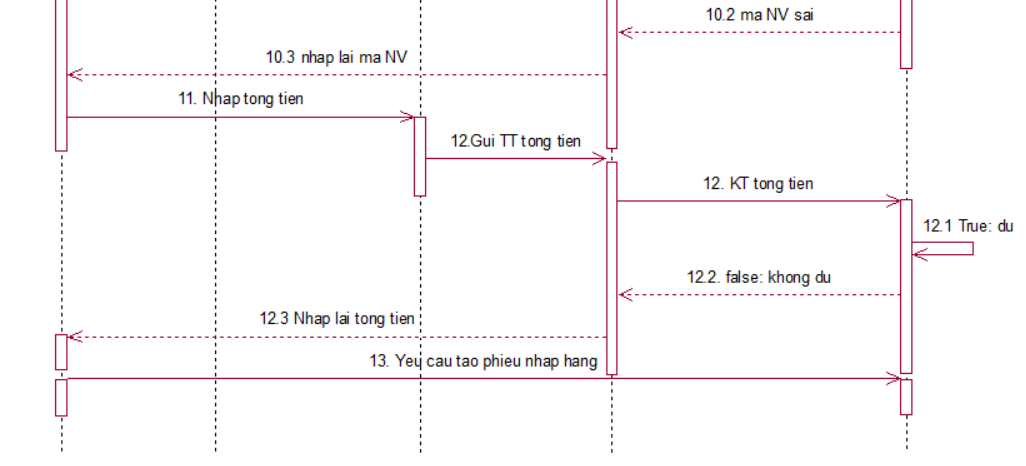 10.2 ma NV sai
10.3 nhap lai ma NV
11. Nhap tong tien
12.Gui TT tong tien
12. KT tong tien
12.1 True: du
12.2. false: khong du
12.3 Nhap lai tong tien
13. Yeu cau tao phieu nhap hang